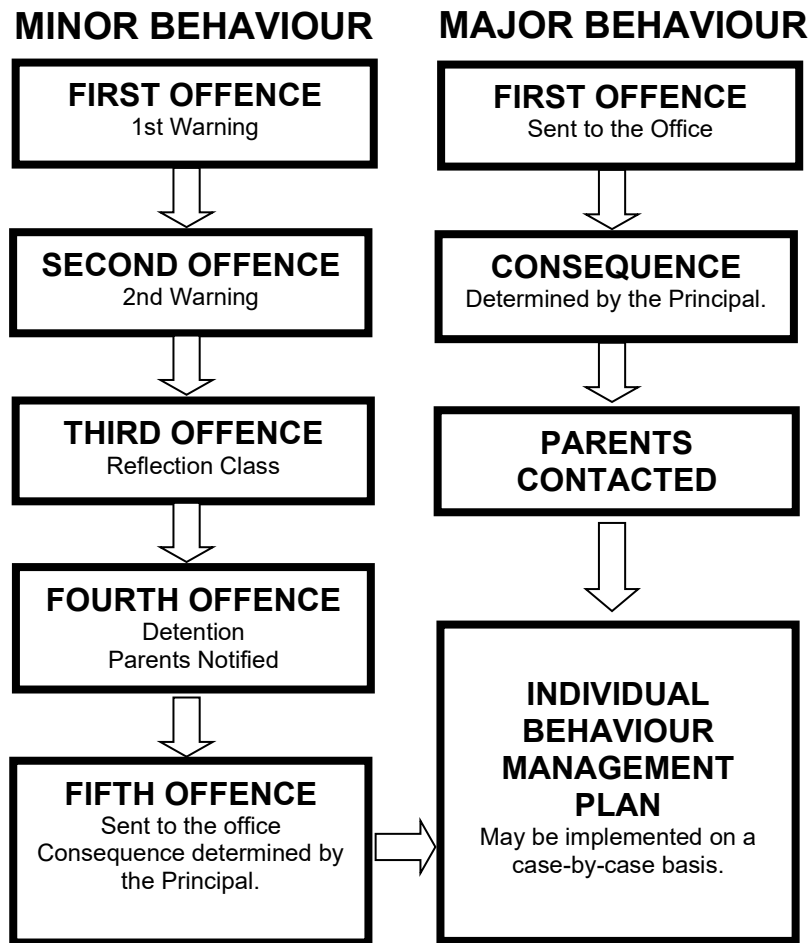 MINOR BEHAVIOUR
FIRST OFFENCE
1st Warning
SECOND OFFENCE
2nd Warning
THIRD OFFENCE
Reflection Class
FOURTH OFFENCE
Detention
Parents Notified
FIFTH OFFENCE
Sent to the office
Consequence determined by
the Principal.
MAJOR BEHAVIOUR
FIRST OFFENCE
Sent to the Office
CONSEQUENCE
Determined by the Principal.
PARENTS
CONTACTED
INDIVIDUAL
BEHAVIOUR
MANAGEMENT
PLAN
May be implemented on a
case-by-case basis.